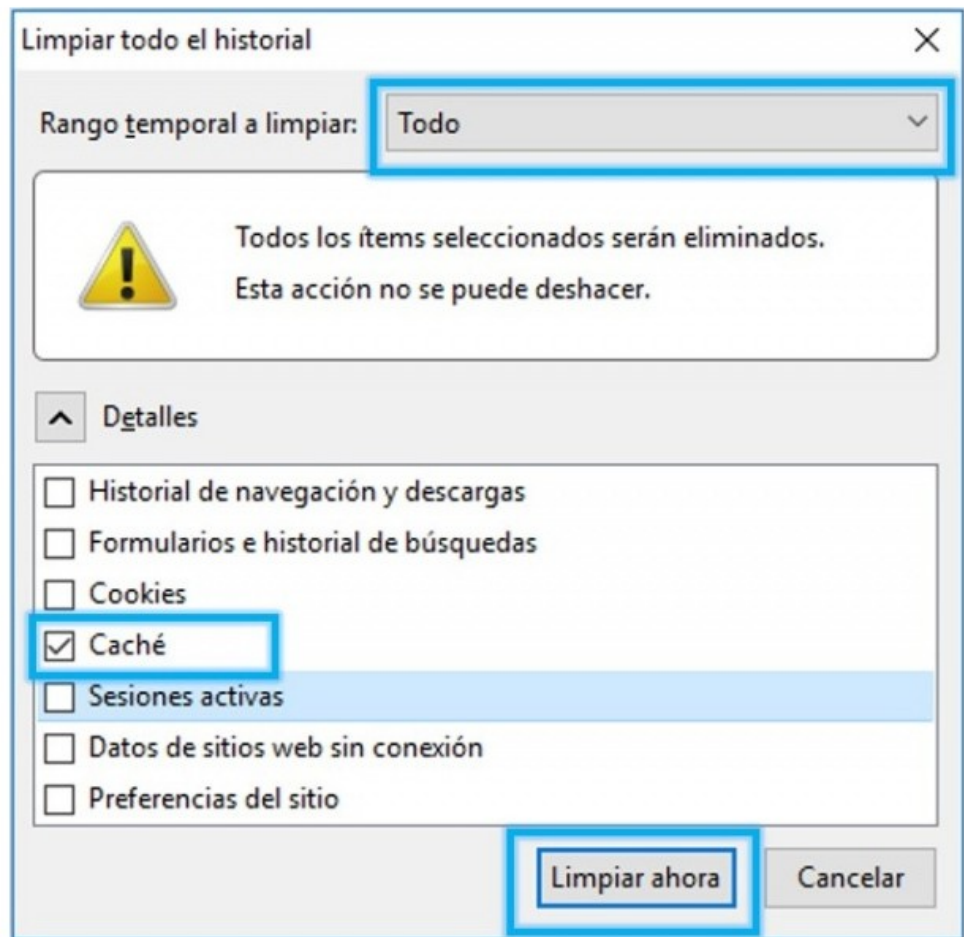 Limpiar todo el historial
Rango temporal a limpiar: Todo
Todos los ítems seleccionados serán eliminados.
Esta acción no se puede deshacer.
Detalles
Historial de navegación y descargas
Formularios e historial de búsquedas
Cookies
Caché
Sesiones activas
Datos de sitios web sin conexión
Preferencias del sitio
Limpiar ahora Cancelar